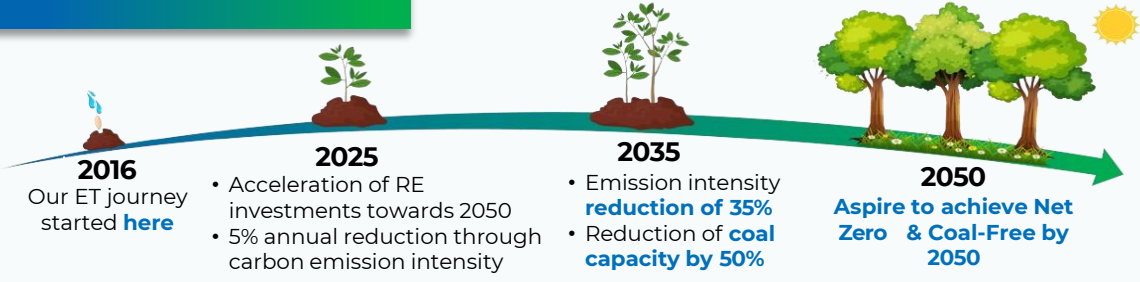 2016
Our ET journey
started here
2025
• Acceleration of RE
investments towards 2050
• 5% annual reduction through
carbon emission intensity
2035
• Emission intensity
reduction of 35%
• Reduction of coal
capacity by 50%
2050
Aspire to achieve Net
Zero & Coal-Free by
2050